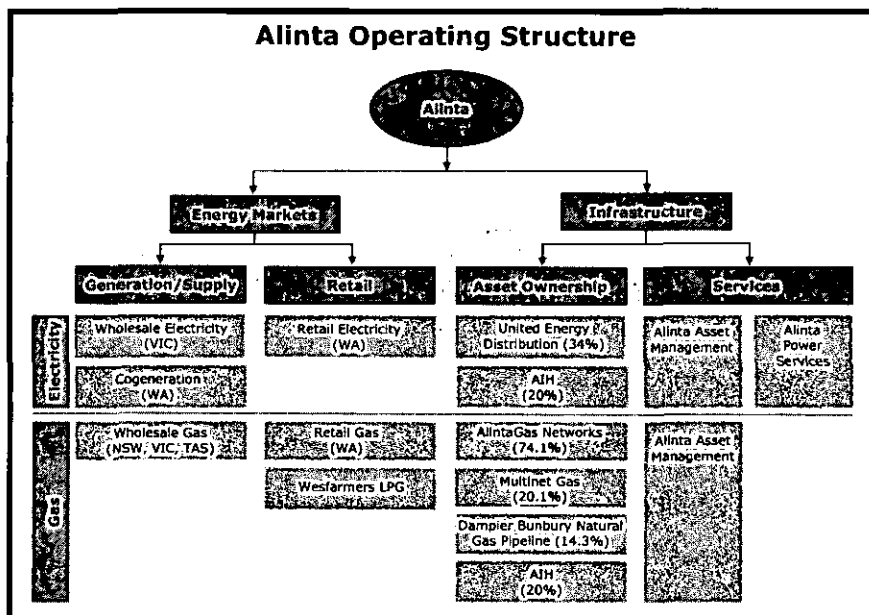 Alinta Operating Structure
Alinta
Energy Markets
Infrastructure
Generation/Supply
Retail
Asset Ownership
Services
Electricity
Wholesale Electricity
(VIC)
Cogeneration
(WA)
Retail Electricity
(WA)
United Energy
Distribution (34%)
AIH
(20%)
Alinta Asset
Management
Alinta
Power
Services
Gas
Wholesale Gas
(NSW, VIC, TAS)
Retail Gas
(WA)
Wesfarmers LPG
AlintaGas Networks
(74.1%)
Multinet Gas
(20.1%)
Dampier Bunbury Natural
Gas Pipeline (14.3%)
AIH
(20%)
Alinta Asset
Management